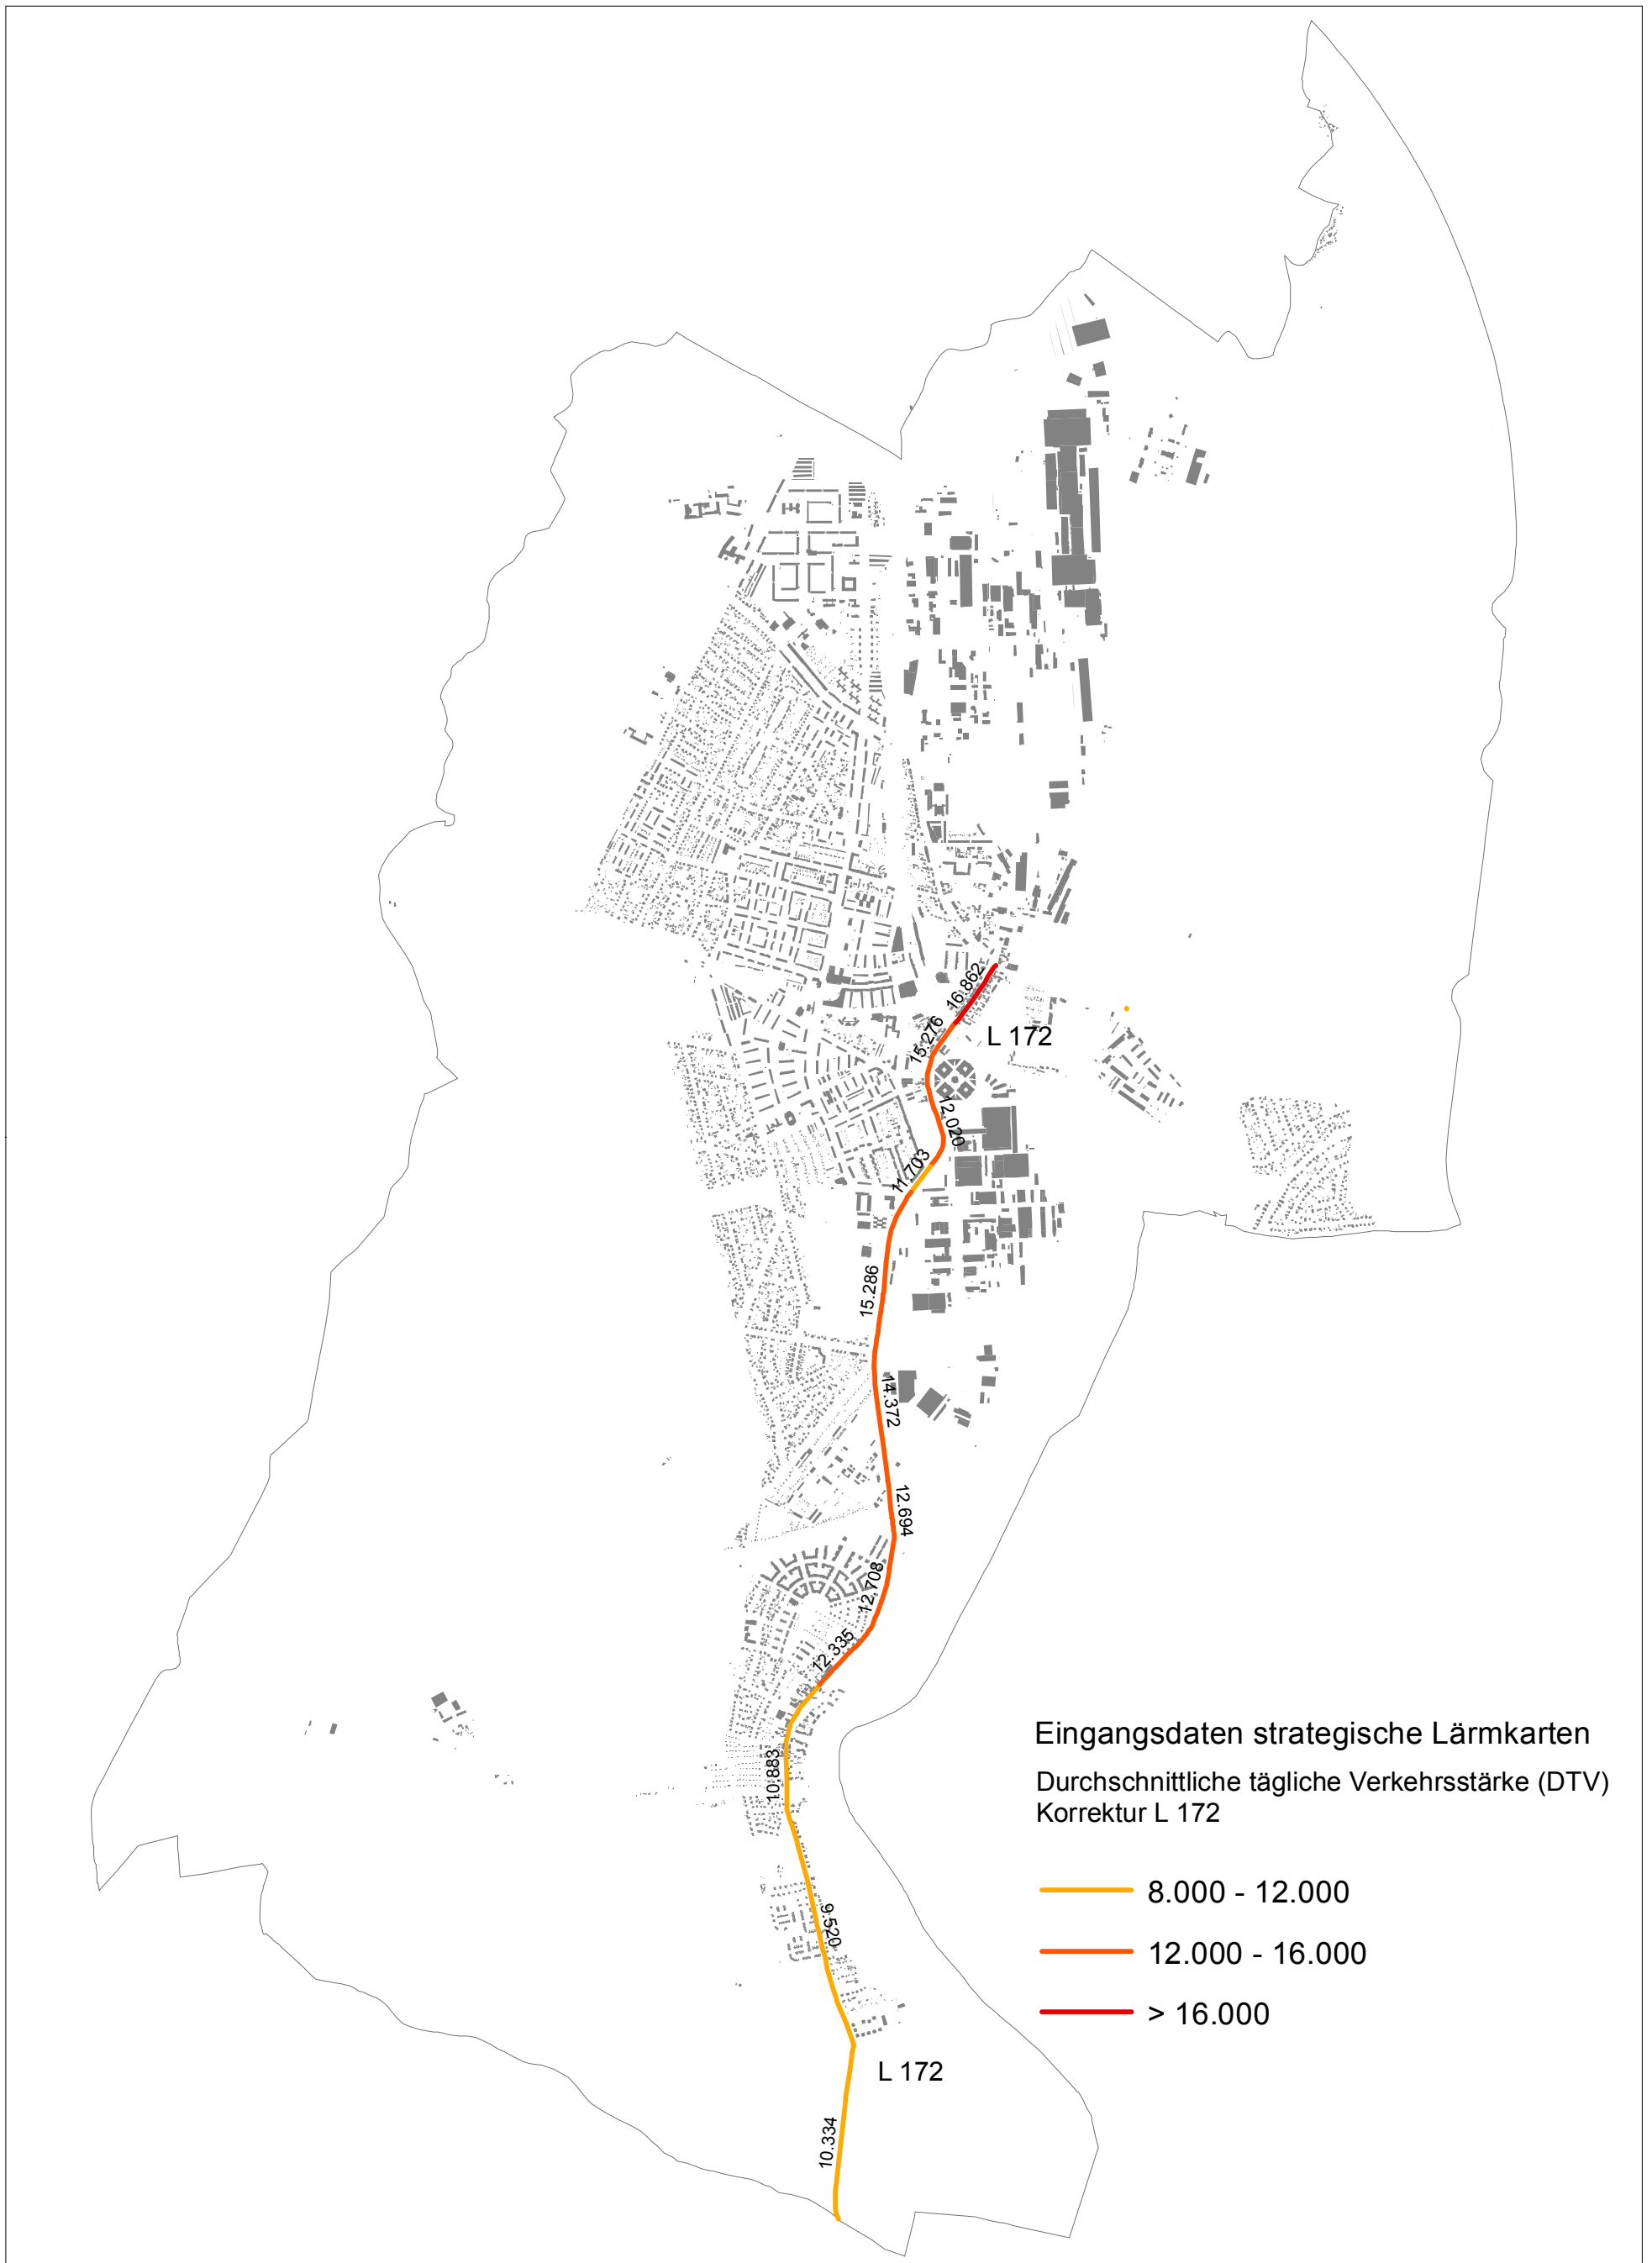 16.862
15.276
L 172
12.020
11.703
15.286
14.372
12.694
12.708
12.335
Eingangsdaten strategische Lärmkarten
Durchschnittliche tägliche Verkehrsstärke (DTV)
Korrektur L 172
10.883
8.000 - 12.000
9.520
12.000 - 16.000
> 16.000
L 172
10.334